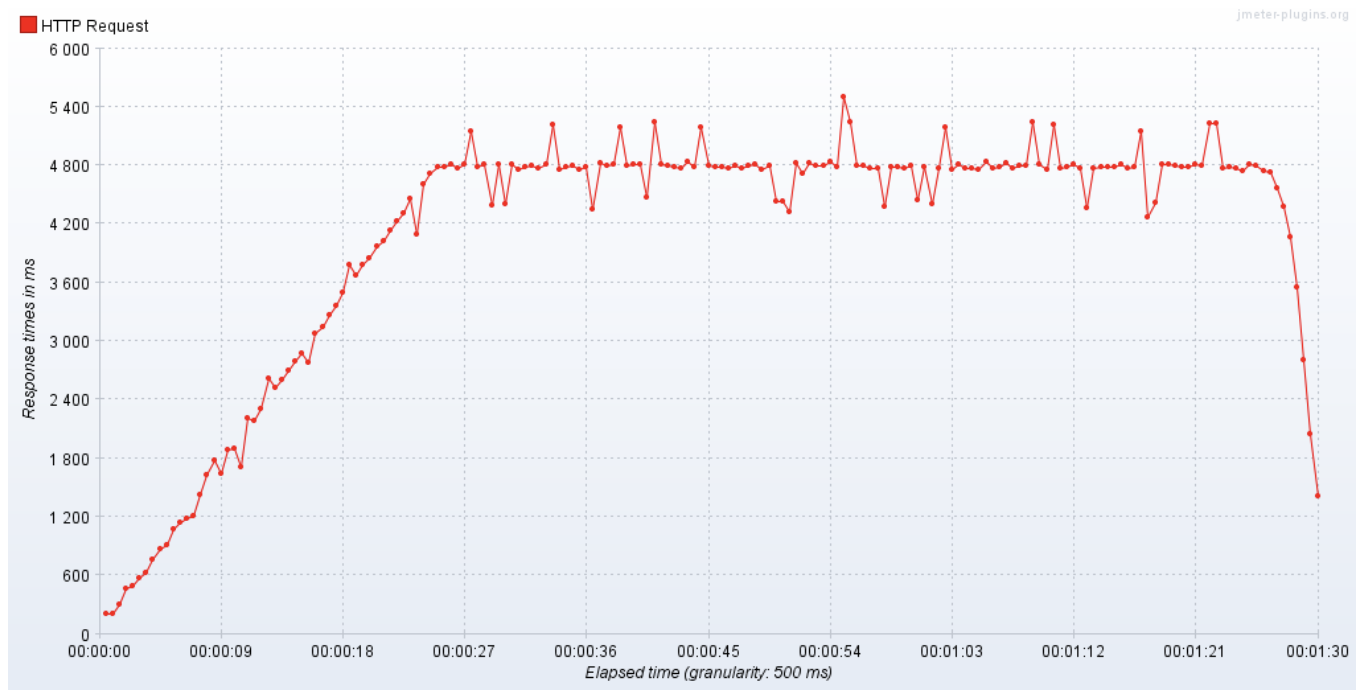 jmeter-plugins.org
HTTP Request
6 000
5 400
4 800
4 200
3 600
3 000
2 400
1 800
1 200
600
0
Response times in ms
00:00:00 00:00:09 00:00:18 00:00:27 00:00:36 00:00:45 00:00:54 00:01:03 00:01:12 00:01:21 00:01:30
Elapsed time (granularity: 500 ms)